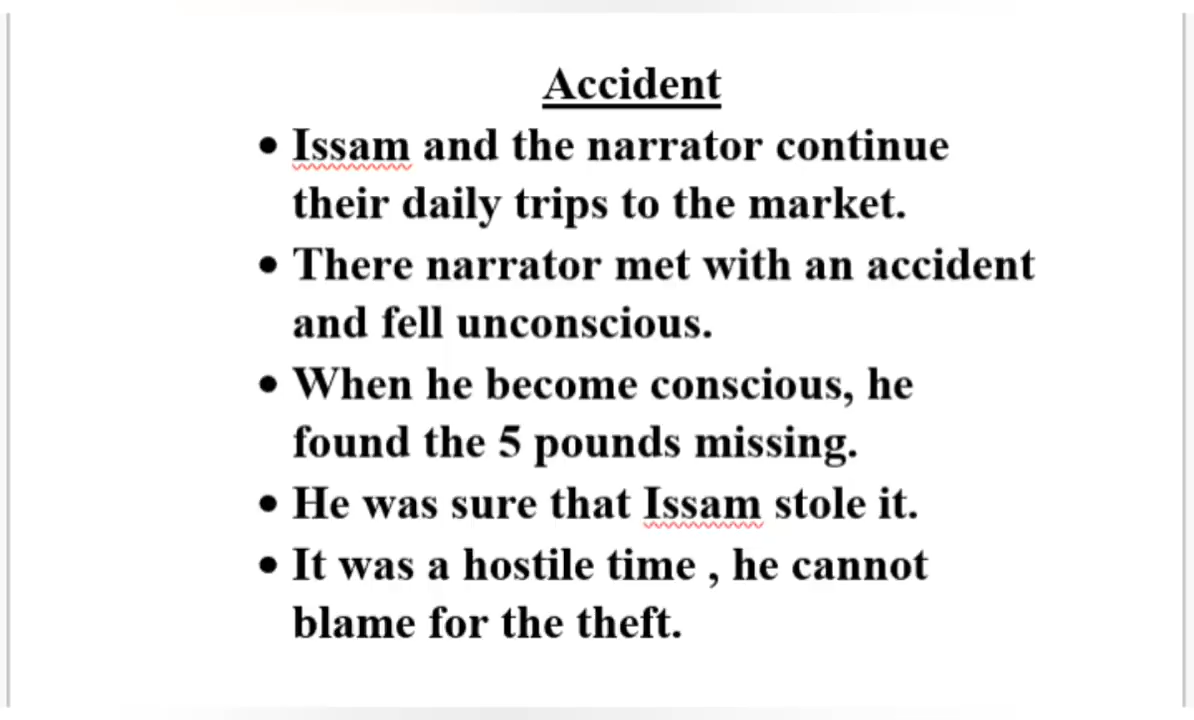 Accident
• Issam and the narrator continue
their daily trips to the market.
• There narrator met with an accident
and fell unconscious.
• When he become conscious, he
found the 5 pounds missing.
• He was sure that Issam stole it.
• It was a hostile time , he cannot
blame for the theft.